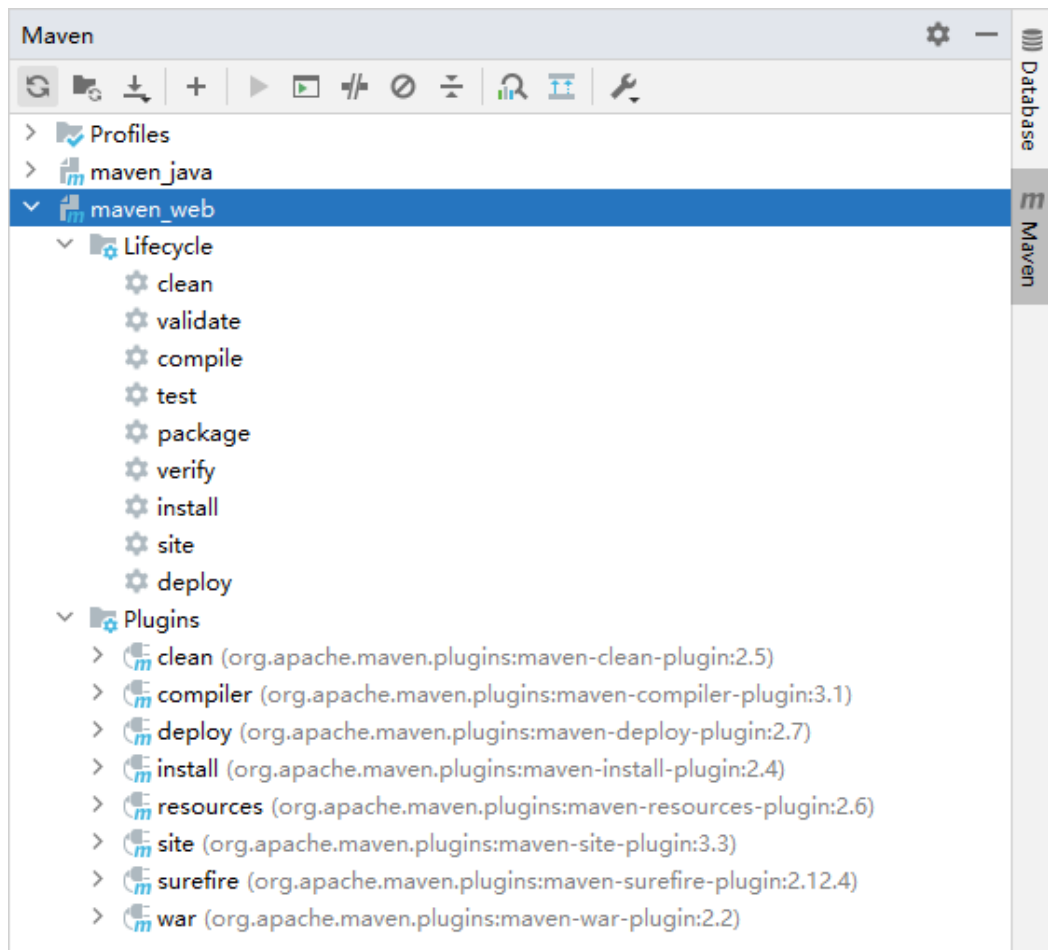 Maven
Profiles
maven_java
maven_web
Lifecycle
clean
validate
compile
test
package
verify
install
site
deploy
Plugins
clean (org.apache.maven.plugins:maven-clean-plugin:2.5)
compiler (org.apache.maven.plugins:maven-compiler-plugin:3.1)
deploy (org.apache.maven.plugins:maven-deploy-plugin:2.7)
install (org.apache.maven.plugins:maven-install-plugin:2.4)
resources (org.apache.maven.plugins:maven-resources-plugin:2.6)
site (org.apache.maven.plugins:maven-site-plugin:3.3)
surefire (org.apache.maven.plugins:maven-surefire-plugin:2.12.4)
war (org.apache.maven.plugins:maven-war-plugin:2.2)
Database
m Maven